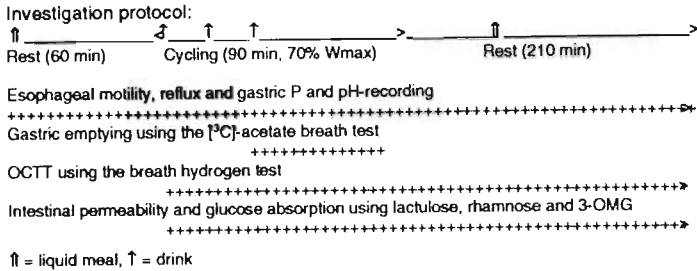 Investigation protocol:
⇑ ⇑ ↑ ↑ > ⇑ >
Rest (60 min) Cycling (90 min, 70% Wmax) Rest (210 min)
Esophageal motility, reflux and gastric P and pH-recording
++++++++++++++++++++++++++++++++++++++++++++++++++++++++++++++>
Gastric emptying using the [³C]-acetate breath test
++++++++++++++
OCTT using the breath hydrogen test
++++++++++++++++++++++++++++++++++++++++++++++++>
Intestinal permeability and glucose absorption using lactulose, rhamnose and 3-OMG
++++++++++++++++++++++++++++++++++++++++++++++++>
⇑ = liquid meal, ↑ = drink